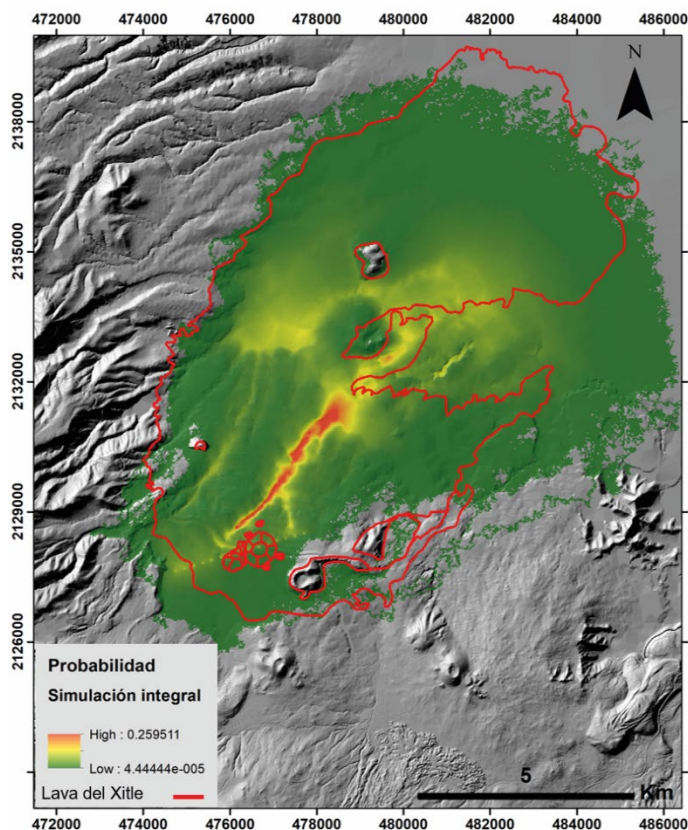 472000 474000 476000 478000 480000 482000 484000 486000
N
2138000
2135000
2132000
2129000
2126000
Probabilidad
Simulación integral
High : 0.259511
Low : 4.44444e-005
Lava del Xitle
5
Km
472000 474000 476000 478000 480000 482000 484000 486000